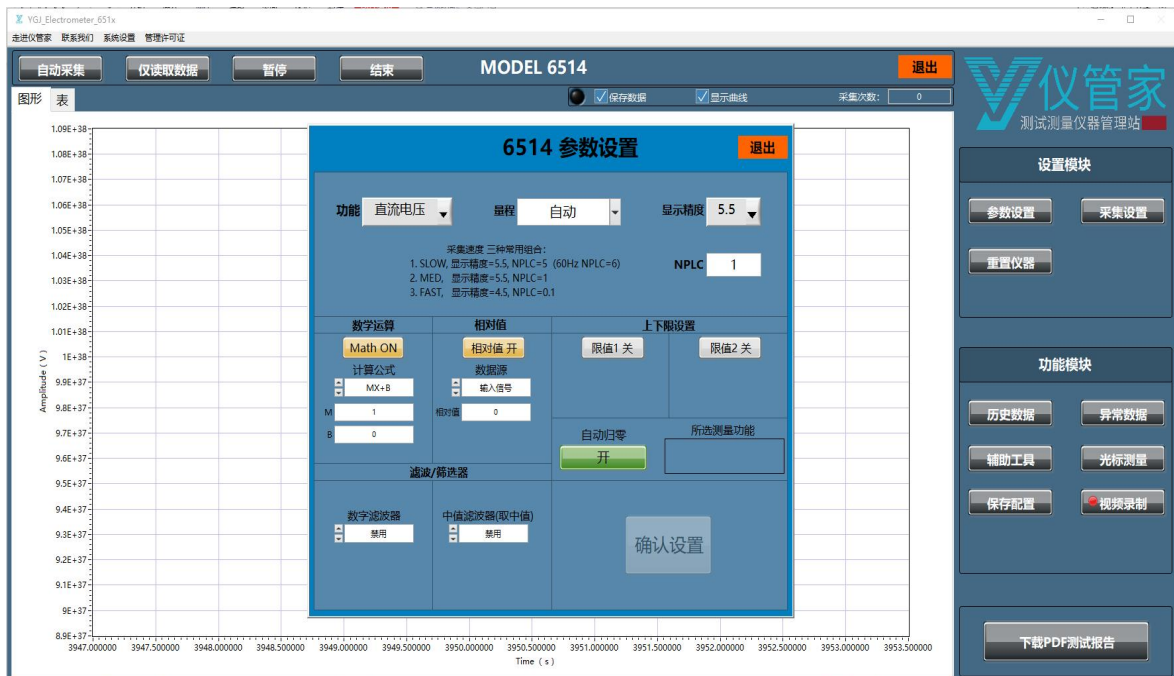 YGJ_Electrometer_651x
走进仪管家 联系我们 系统设置 管理许可证
自动采集 仅读取数据 暂停 结束 MODEL 6514 退出
图形 表 保存数据 显示曲线 采集次数: 0
仪管家
测试测量仪器管理站
6514 参数设置 退出
功能 直流电压 量程 自动 显示精度 5.5
采集速度 三种常用组合:
1. SLOW, 显示精度=5.5, NPLC=5 (60Hz NPLC=6)
2. MED, 显示精度=5.5, NPLC=1
3. FAST, 显示精度=4.5, NPLC=0.1
NPLC 1
数学运算 相对值 上下限设置
Math ON 相对值 开 限值1 关 限值2 关
计算公式 数据源
MX+B 输入信号
M 1 相对值 0
B 0
自动归零 所选测量功能
开
滤波/筛选器
数字滤波器 中值滤波器(取中值)
禁用 禁用
确认设置
Amplitude (V)
1.09E+38
1.08E+38
1.07E+38
1.06E+38
1.05E+38
1.04E+38
1.03E+38
1.02E+38
1.01E+38
1E+38
9.9E+37
9.8E+37
9.7E+37
9.6E+37
9.5E+37
9.4E+37
9.3E+37
9.2E+37
9.1E+37
9E+37
8.9E+37
3947.000000 3947.500000 3948.000000 3948.500000 3949.000000 3949.500000 3950.000000 3950.500000 3951.000000 3951.500000 3952.000000 3952.500000 3953.000000 3953.500000
Time (s)
设置模块
参数设置 采集设置
重置仪器
功能模块
历史数据 异常数据
辅助工具 光标测量
保存配置 视频录制
下载PDF测试报告